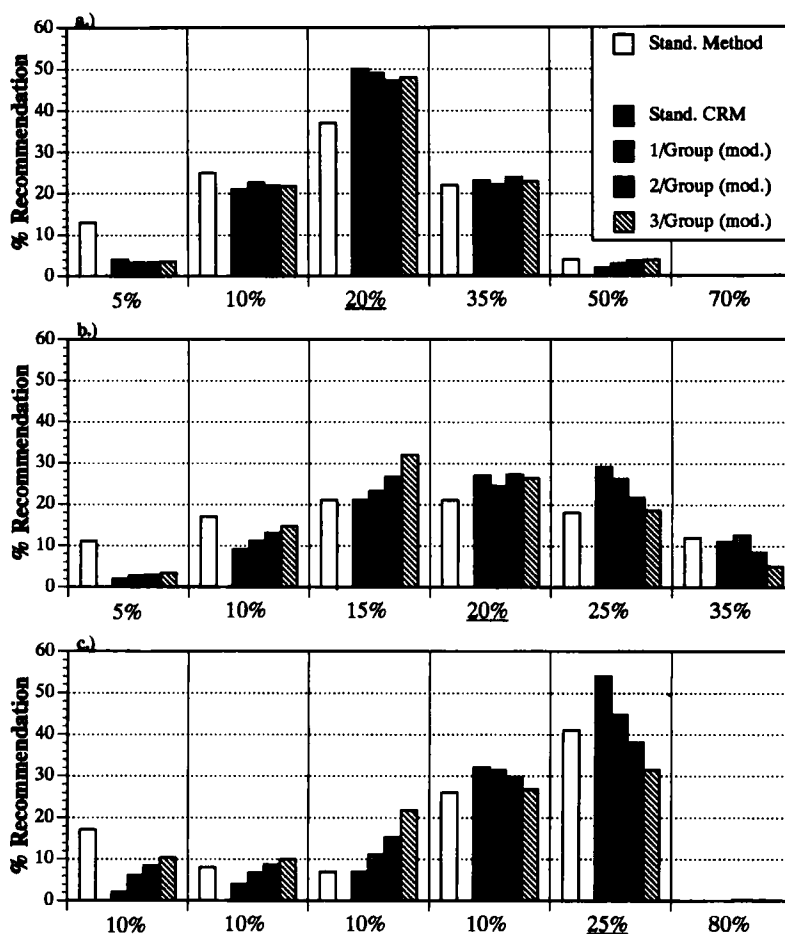 a.)
% Recommendation
60
50
40
30
20
10
0
5% 10% 20% 35% 50% 70%
Stand. Method
Stand. CRM
1/Group (mod.)
2/Group (mod.)
3/Group (mod.)
b.)
% Recommendation
60
50
40
30
20
10
0
5% 10% 15% 20% 25% 35%
c.)
% Recommendation
60
50
40
30
20
10
0
10% 10% 10% 10% 25% 80%